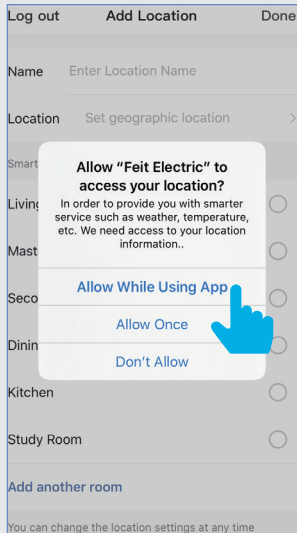 Log out Add Location Done
Name Enter Location Name
Location Set geographic location
Smart
Allow “Feit Electric” to
access your location?
In order to provide you with smarter
service such as weather, temperature,
etc. We need access to your location
information..
Allow While Using App
Allow Once
Don’t Allow
Kitchen
Study Room
Add another room
You can change the location settings at any time